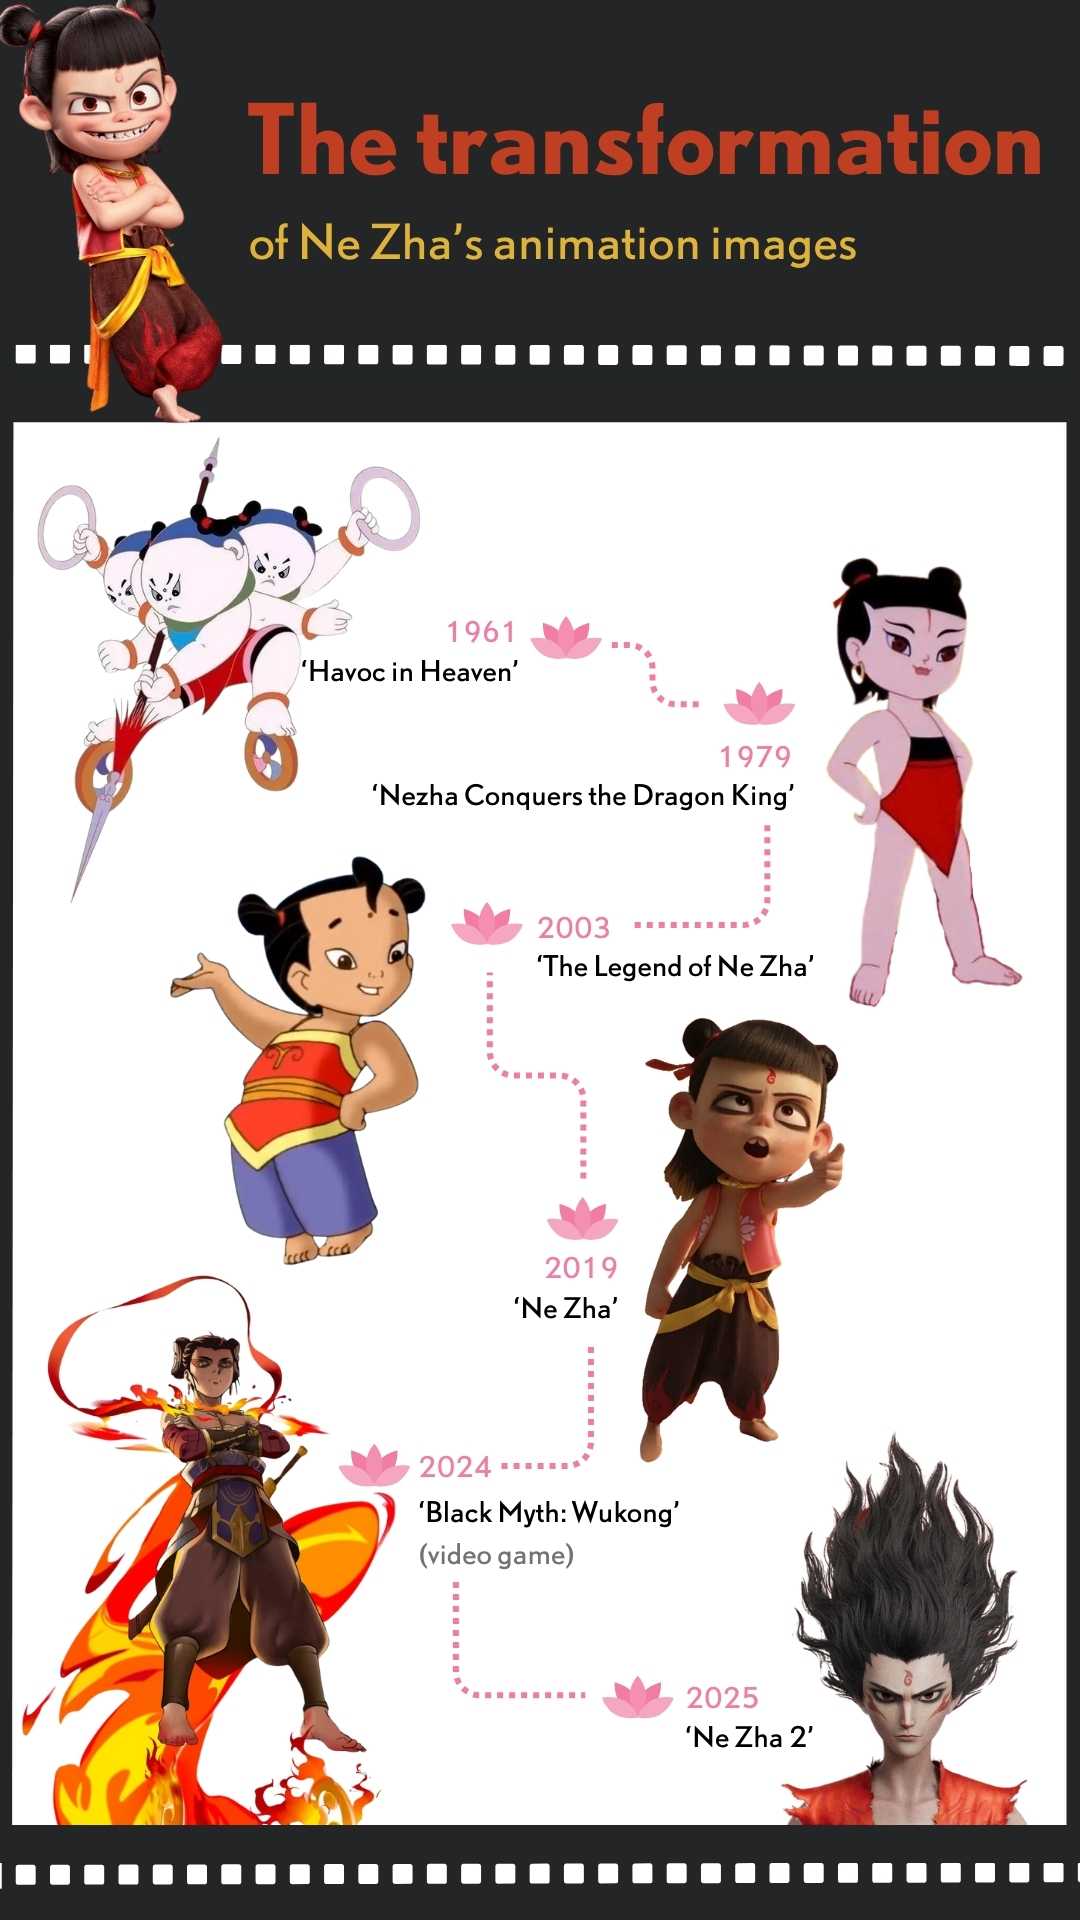 The transformation
of Ne Zha’s animation images
1961
‘Havoc in Heaven’
1979
‘Nezha Conquers the Dragon King’
2003
‘The Legend of Ne Zha’
2019
‘Ne Zha’
2024
‘Black Myth: Wukong’
(video game)
2025
‘Ne Zha 2’